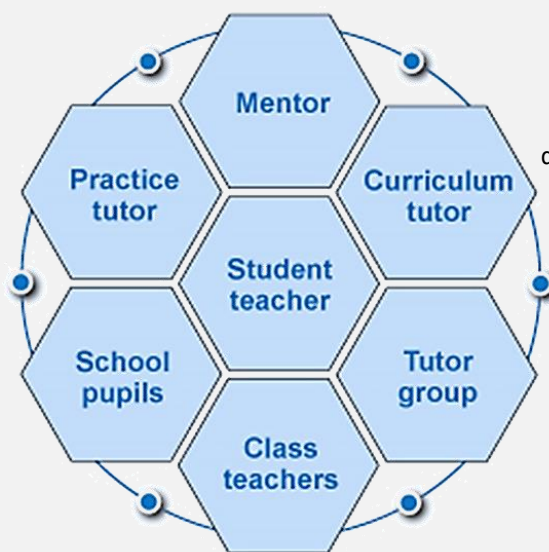 Mentor
Practice
tutor
Curriculum
tutor
Student
teacher
School
pupils
Tutor
group
Class
teachers